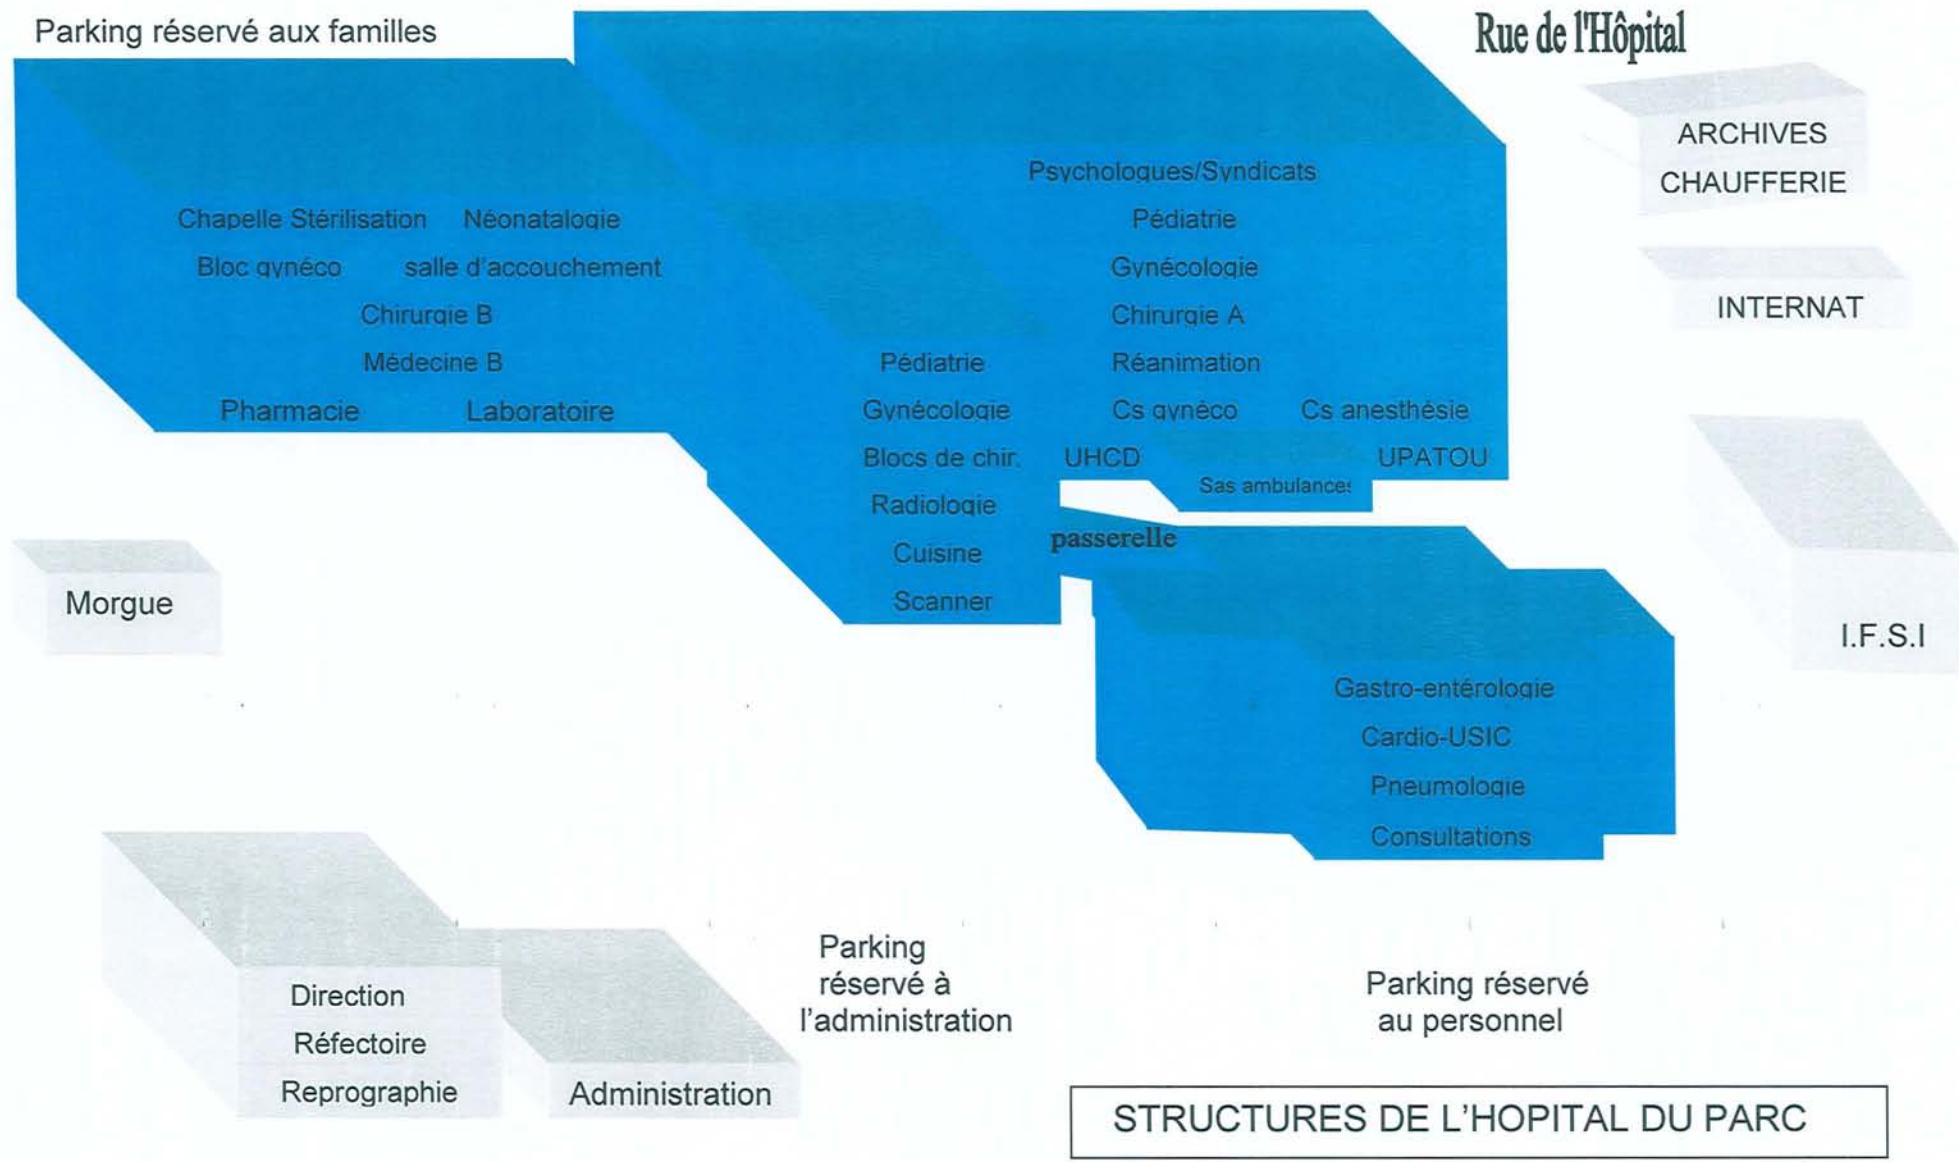 Parking réservé aux familles
Rue de l'Hôpital
ARCHIVES
CHAUFFERIE
INTERNAT
I.F.S.I
Psychologues/Syndicats
Pédiatrie
Gynécologie
Chirurgie A
Réanimation
Cs gynéco Cs anesthésie
UHCD UPATOU
Sas ambulances
Chapelle Stérilisation Néonatalogie
Bloc gynéco salle d'accouchement
Chirurgie B
Médecine B
Pharmacie Laboratoire
Pédiatrie
Gynécologie
Blocs de chir.
Radiologie
Cuisine
Scanner
passerelle
Gastro-entérologie
Cardio-USIC
Pneumologie
Consultations
Morgue
Direction
Réfectoire
Reprographie
Administration
Parking
réservé à
l'administration
Parking réservé
au personnel
STRUCTURES DE L'HOPITAL DU PARC